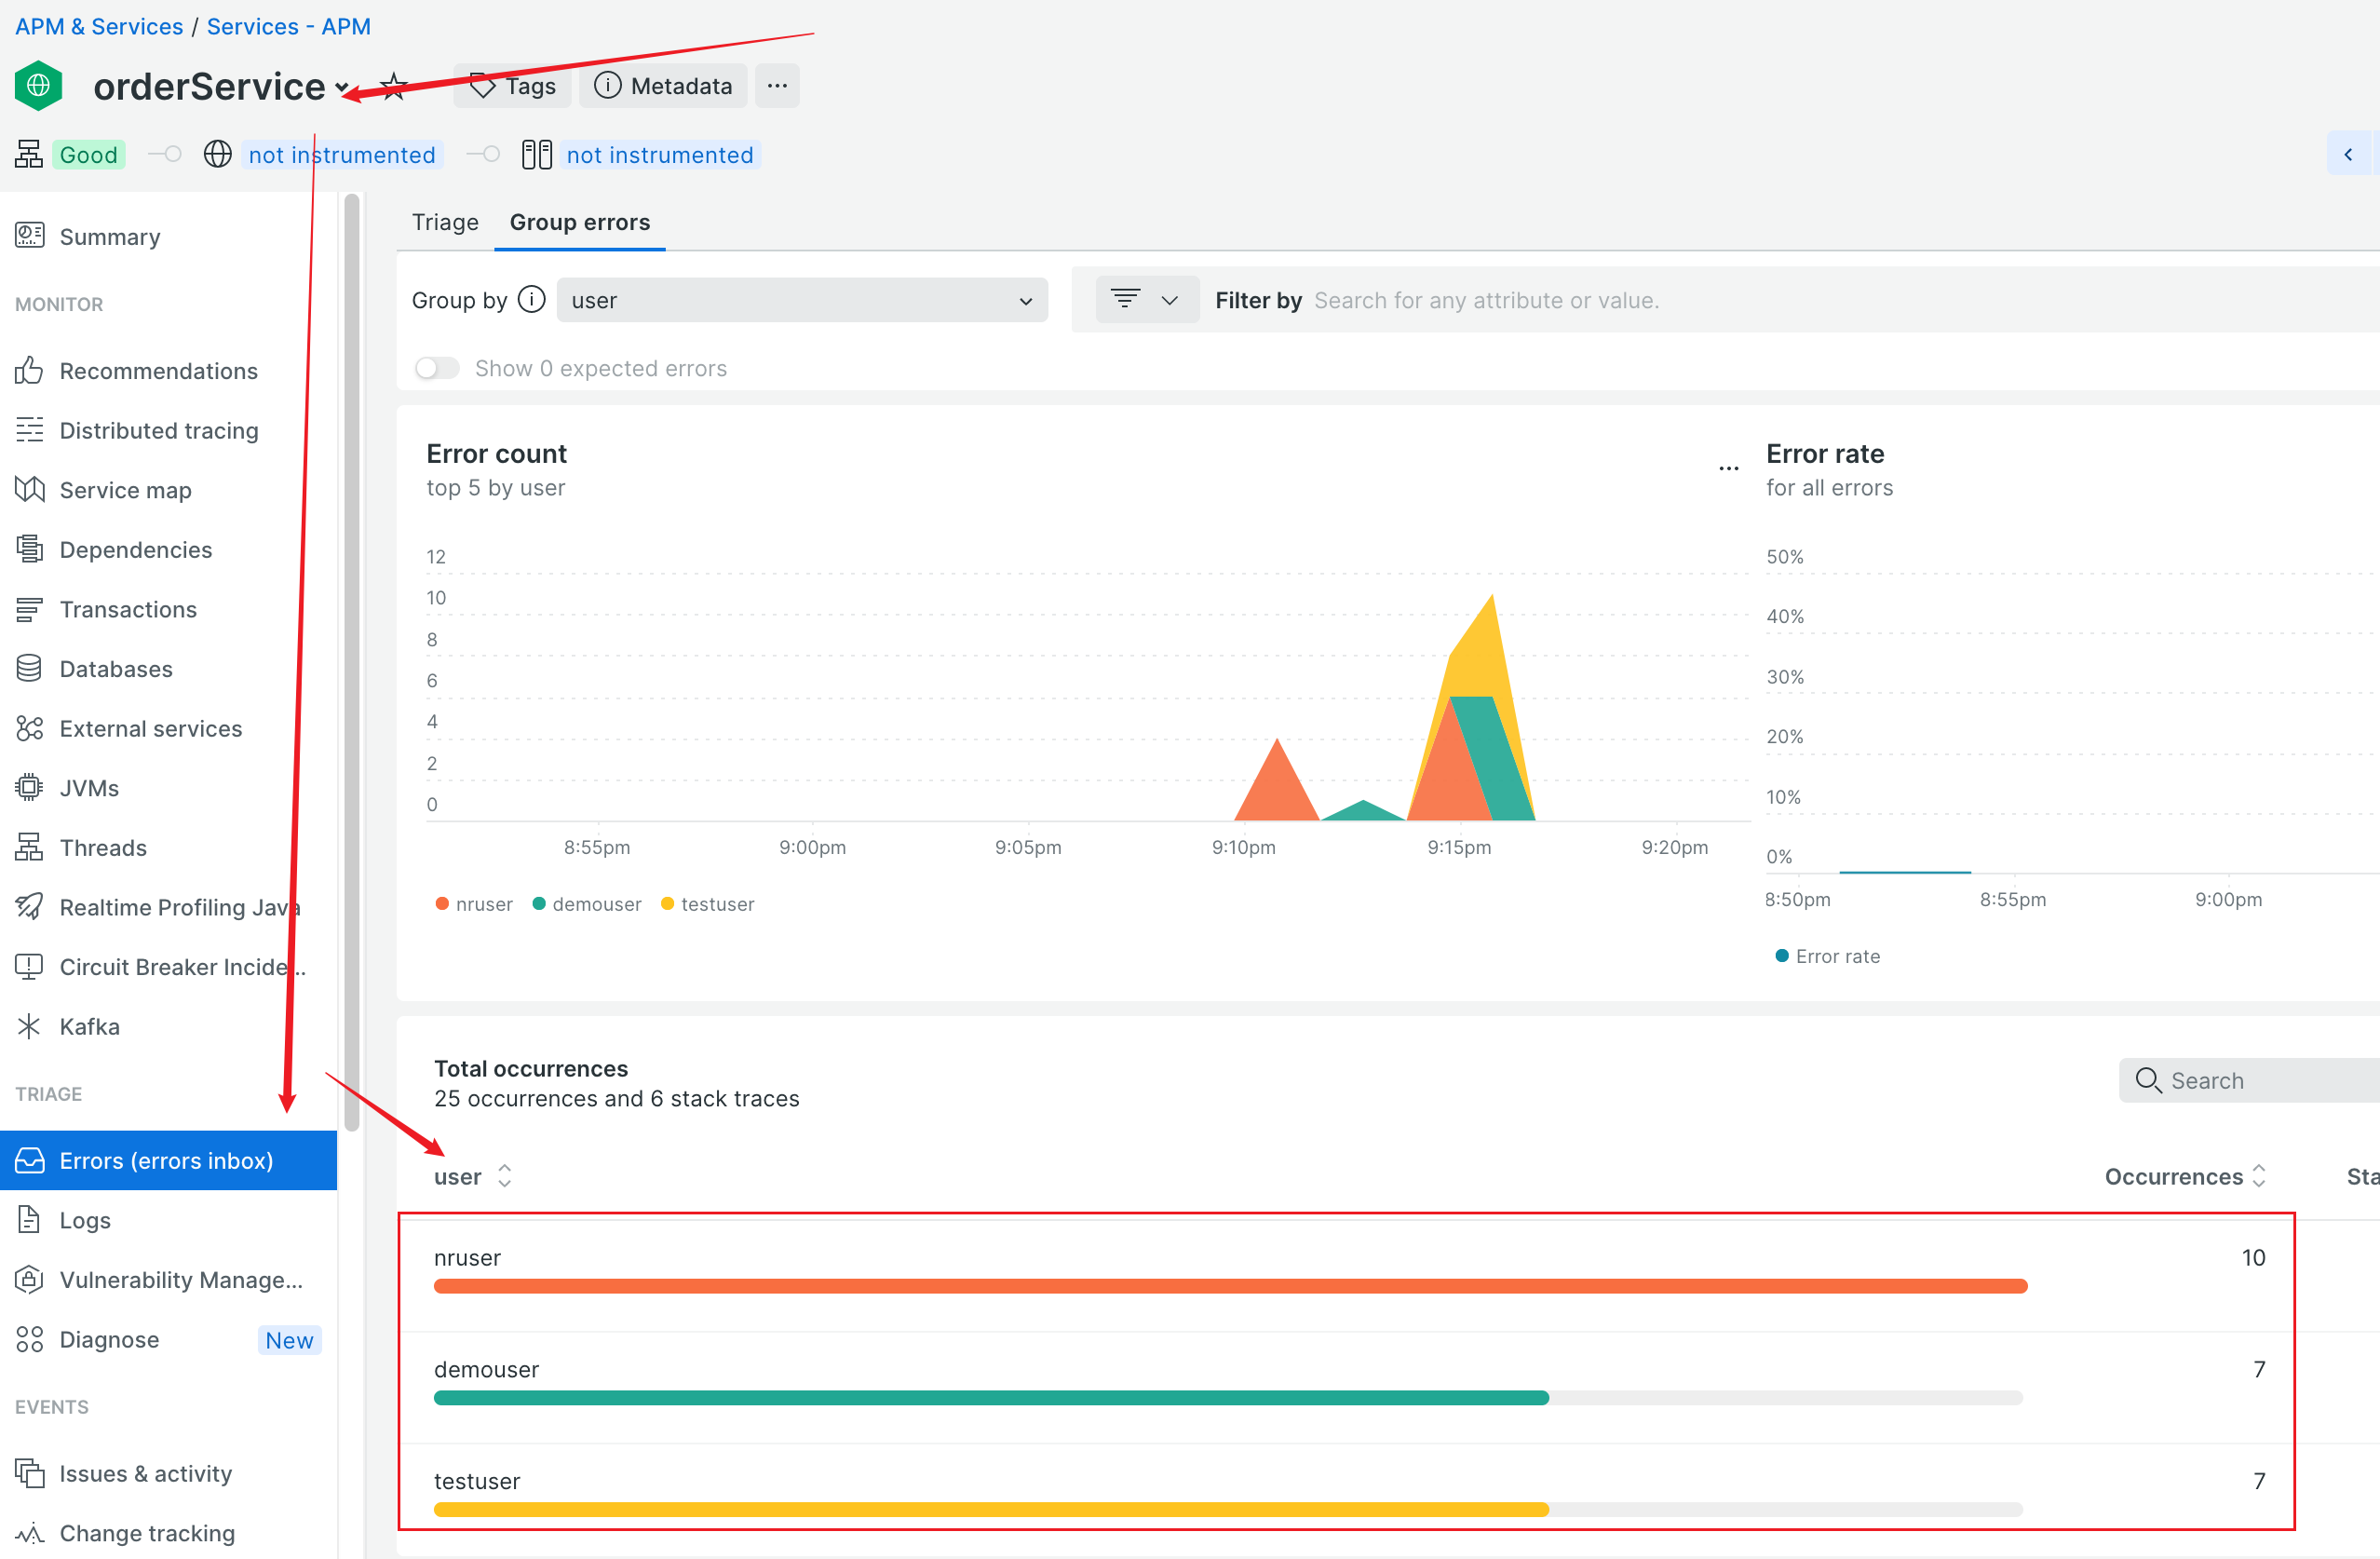 APM & Services / Services - APM
orderService
Tags
Metadata
Good
not instrumented
not instrumented
Summary
MONITOR
Recommendations
Distributed tracing
Service map
Dependencies
Transactions
Databases
External services
JVMs
Threads
Realtime Profiling Java
Circuit Breaker Incide...
Kafka
TRIAGE
Errors (errors inbox)
Logs
Vulnerability Manage...
Diagnose New
EVENTS
Issues & activity
Change tracking
Triage Group errors
Group by user
Filter by Search for any attribute or value.
Show 0 expected errors
Error count
top 5 by user
12
10
8
6
4
2
0
8:55pm 9:00pm 9:05pm 9:10pm 9:15pm 9:20pm
nruser demouser testuser
Error rate
for all errors
50%
40%
30%
20%
10%
0%
8:50pm 8:55pm 9:00pm
Error rate
Total occurrences
25 occurrences and 6 stack traces
Search
user Occurrences Sta
nruser 10
demouser 7
testuser 7